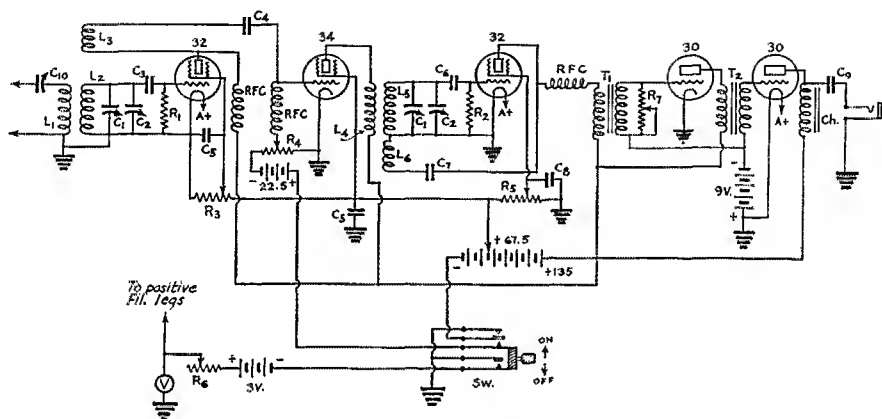 L3
C4
32
34
32
30
30
C10
L2
C3
RFC
C6
RFC
T1
T2
C9
A+
L5
R7
A+
L1
C1
C2
R1
RFC
R4
L4
C1
C2
R2
A+
Ch.
C5
L6
C7
C8
- 22.5 +
R3
C5
R5
-
9V.
+
+ 67.5
-
+135
To positive
Fil. legs
ON
V
R6
+
3V.
-
SW.
OFF